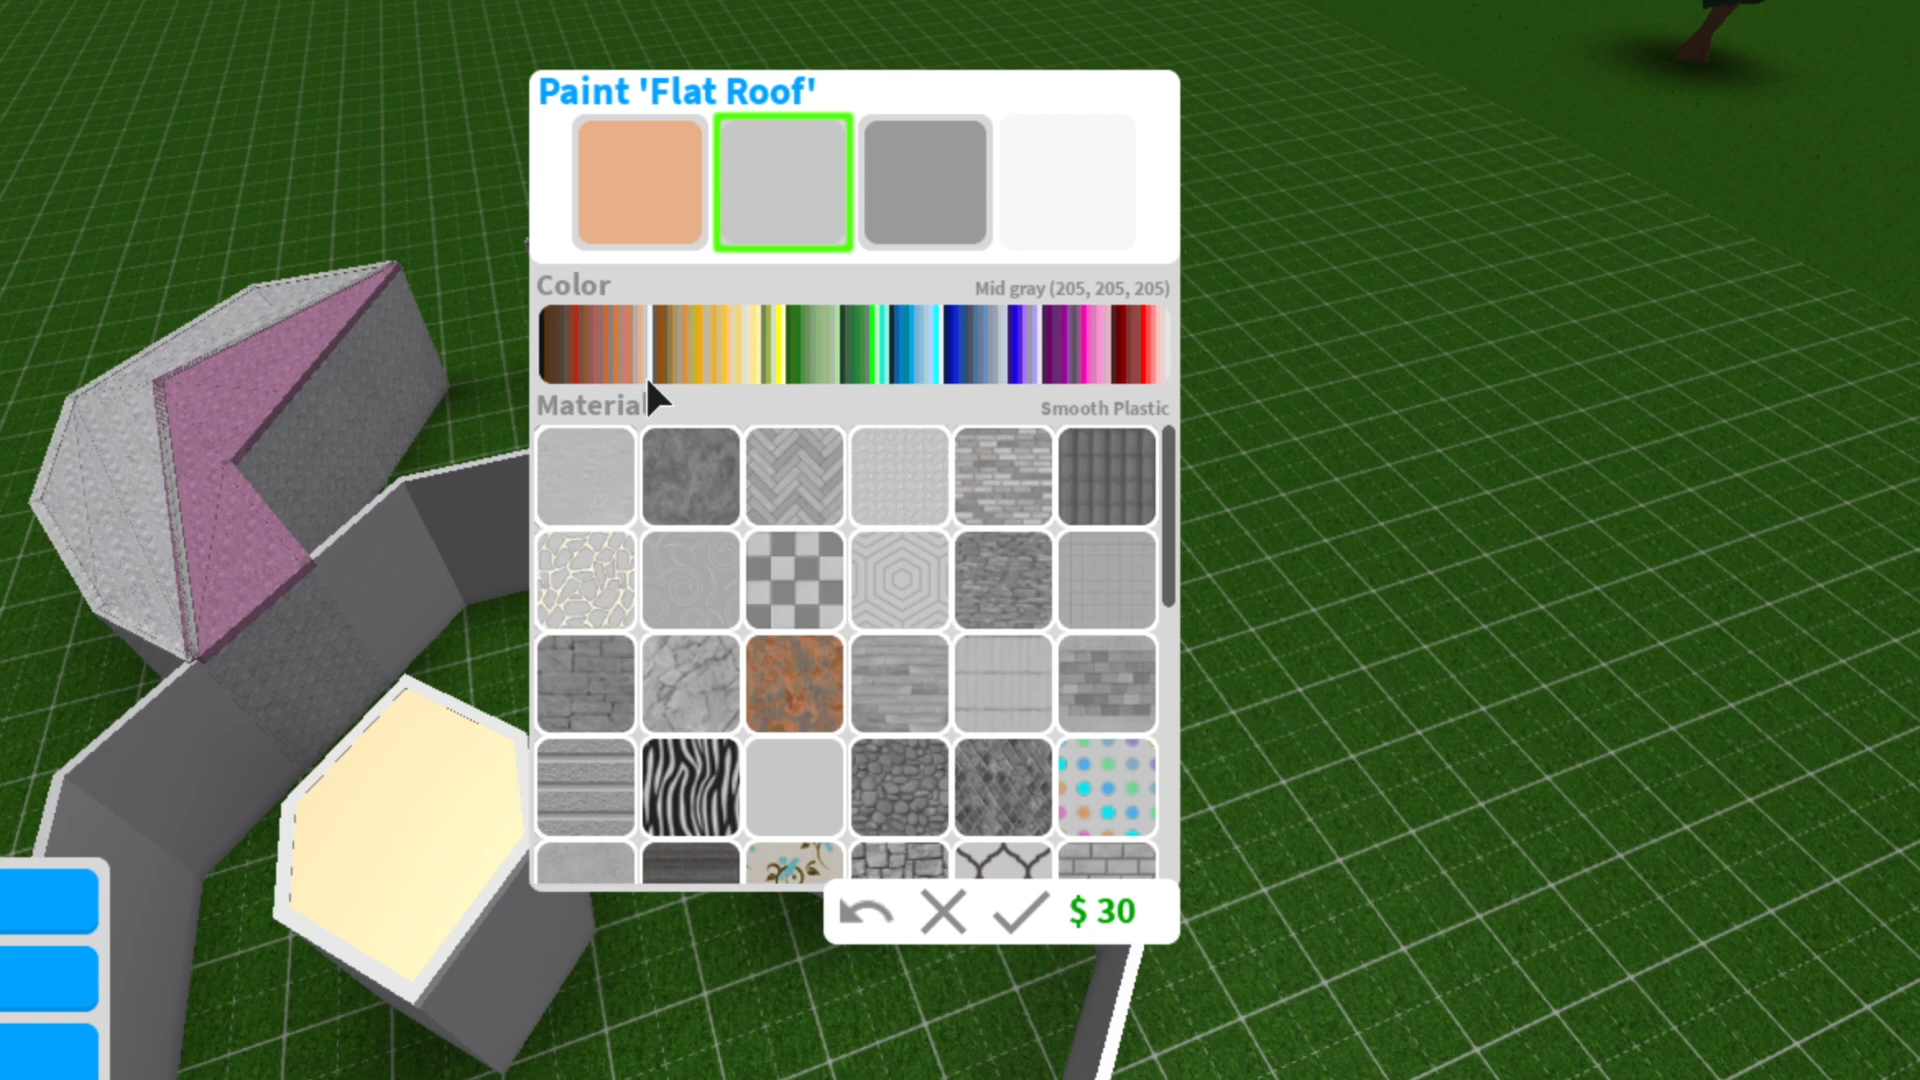 Paint 'Flat Roof'
Color
Mid gray (205, 205, 205)
Material
Smooth Plastic
$ 30